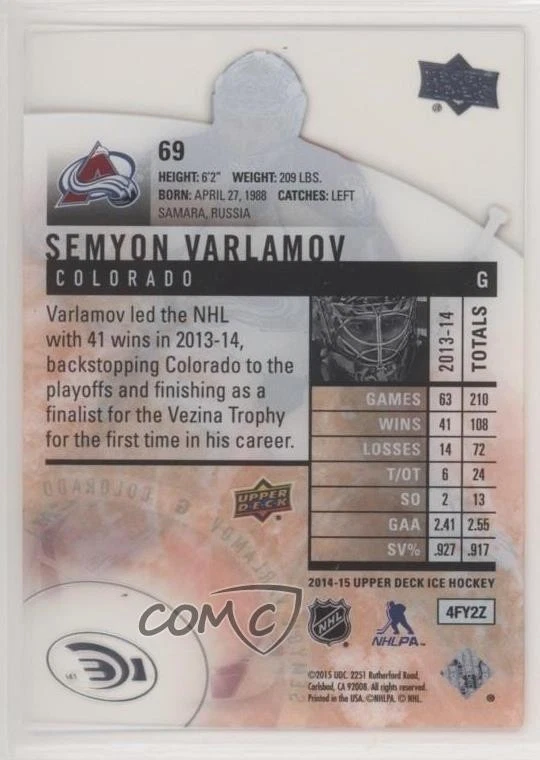 UPPER DECK
69
HEIGHT: 6'2" WEIGHT: 209 LBS.
BORN: APRIL 27, 1988 CATCHES: LEFT
SAMARA, RUSSIA
SEMYON VARLAMOV
COLORADO G
Varlamov led the NHL
with 41 wins in 2013-14,
backstopping Colorado to the
playoffs and finishing as a
finalist for the Vezina Trophy
for the first time in his career.
2013-14 TOTALS
GAMES 63 210
WINS 41 108
LOSSES 14 72
T/OT 6 24
SO 2 13
GAA 2.41 2.55
SV% .927 .917
UPPER DECK
2014-15 UPPER DECK ICE HOCKEY
COLORADO
G
COMC
NHL
NHLPA
4FY2Z
ICE
©2015 UDC. 2251 Rutherford Road,
Carlsbad, CA 92008. All rights reserved.
Printed in the USA. ©NHLPA. © NHL.